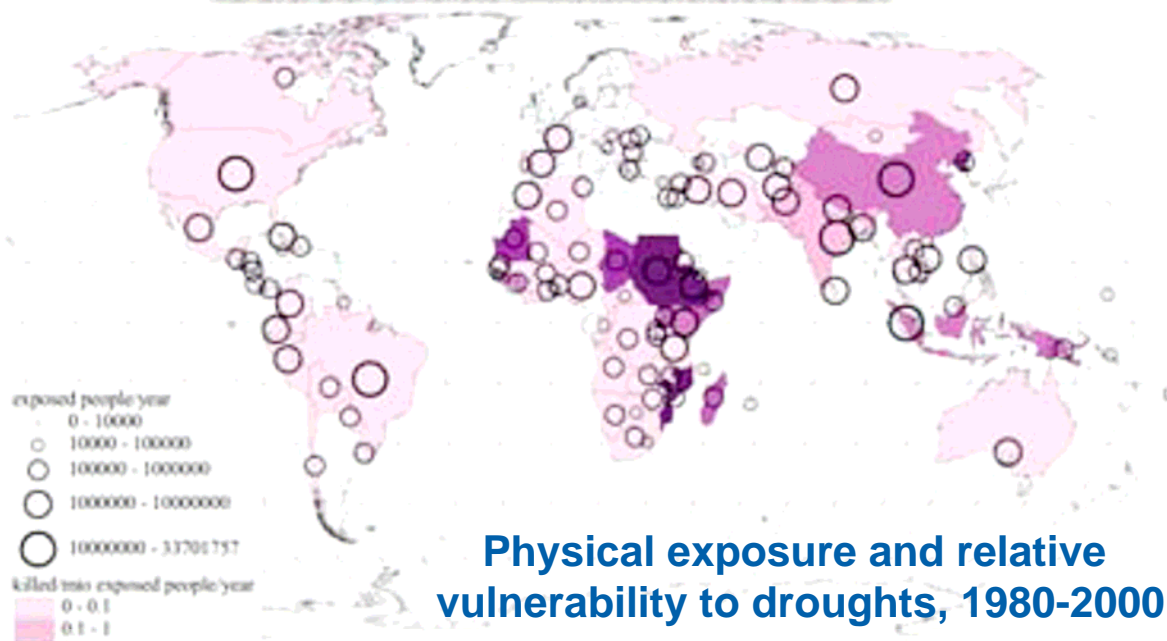 exposed people/year
0 - 10000
10000 - 100000
100000 - 1000000
1000000 - 10000000
10000000 - 33701757
killed/mio exposed people/year
0 - 0.1
0.1 - 1
Physical exposure and relative
vulnerability to droughts, 1980-2000